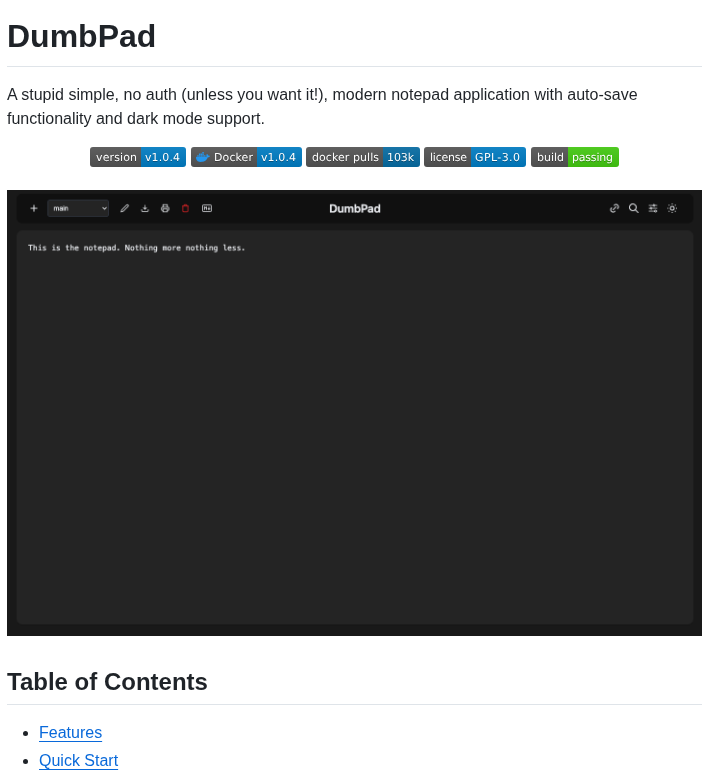 DumbPad
A stupid simple, no auth (unless you want it!), modern notepad application with auto-save
functionality and dark mode support.
version v1.0.4 Docker v1.0.4 docker pulls 103k license GPL-3.0 build passing
main DumbPad
This is the notepad. Nothing more nothing less.
Table of Contents
Features
Quick Start